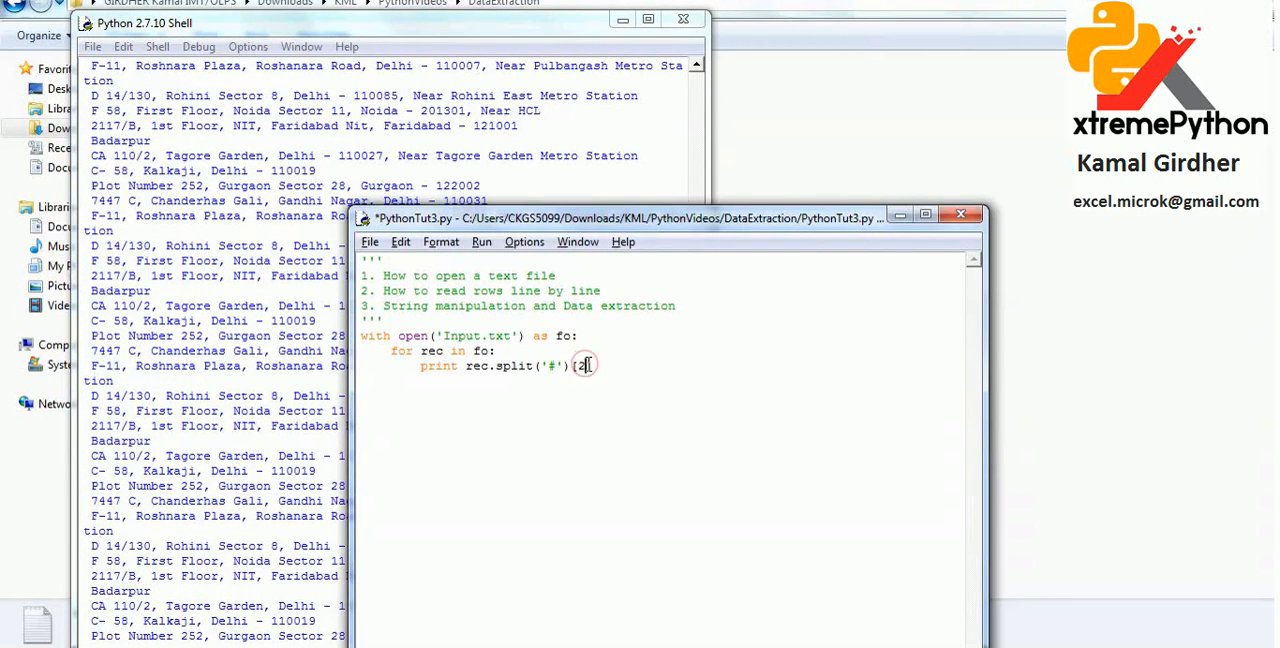 GIRDHER Kamal IMT/OLPS
Downloads
KML
PythonVideos
DataExtraction
Organize
Python 2.7.10 Shell
File Edit Shell Debug Options Window Help
F-11, Roshnara Plaza, Roshanara Road, Delhi - 110007, Near Pulbangash Metro Sta
tion
D 14/130, Rohini Sector 8, Delhi - 110085, Near Rohini East Metro Station
F 58, First Floor, Noida Sector 11, Noida - 201301, Near HCL
2117/B, 1st Floor, NIT, Faridabad Nit, Faridabad - 121001
Badarpur
CA 110/2, Tagore Garden, Delhi - 110027, Near Tagore Garden Metro Station
C- 58, Kalkaji, Delhi - 110019
Plot Number 252, Gurgaon Sector 28, Gurgaon - 122002
7447 C, Chanderhas Gali, Gandhi Nagar, Delhi - 110031
F-11, Roshnara Plaza, Roshanara
tion
D 14/130, Rohini Sector 8, Delhi -
F 58, First Floor, Noida Sector 11
2117/B, 1st Floor, NIT, Faridabad
Badarpur
CA 110/2, Tagore Garden, Delhi - 1
C- 58, Kalkaji, Delhi - 110019
Plot Number 252, Gurgaon Sector 28
7447 C, Chanderhas Gali, Gandhi Na
F-11, Roshnara Plaza, Roshanara Ro
tion
D 14/130, Rohini Sector 8, Delhi -
F 58, First Floor, Noida Sector 11
2117/B, 1st Floor, NIT, Faridabad
Badarpur
CA 110/2, Tagore Garden, Delhi - 1
C- 58, Kalkaji, Delhi - 110019
Plot Number 252, Gurgaon Sector 28
7447 C, Chanderhas Gali, Gandhi Na
F-11, Roshnara Plaza, Roshanara Ro
tion
D 14/130, Rohini Sector 8, Delhi -
F 58, First Floor, Noida Sector 11
2117/B, 1st Floor, NIT, Faridabad
Badarpur
CA 110/2, Tagore Garden, Delhi - 1
C- 58, Kalkaji, Delhi - 110019
Plot Number 252, Gurgaon Sector 28
Favorit
Desk
Libra
Dow
Rece
Docu
Librari
Docu
Musi
My P
Pictu
Vide
Comp
Syste
Netwo
*PythonTut3.py - C:/Users/CKGS5099/Downloads/KML/PythonVideos/DataExtraction/PythonTut3.py ...
File Edit Format Run Options Window Help
'''
1. How to open a text file
2. How to read rows line by line
3. String manipulation and Data extraction
'''
with open('Input.txt') as fo:
    for rec in fo:
        print rec.split('#')[2
xtremePython
Kamal Girdher
excel.microk@gmail.com